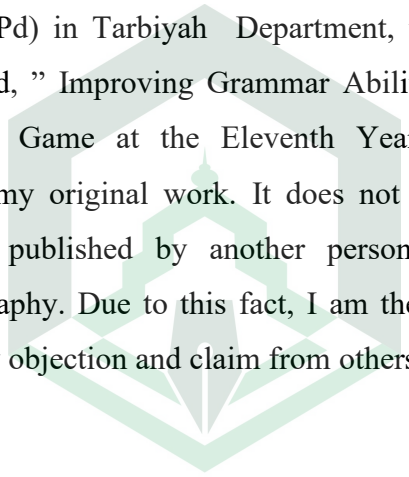 Pd) in Tarbiyah Department,
d, ” Improving Grammar Abili
Game at the Eleventh Year
my original work. It does not
published by another person
aphy. Due to this fact, I am the
objection and claim from others